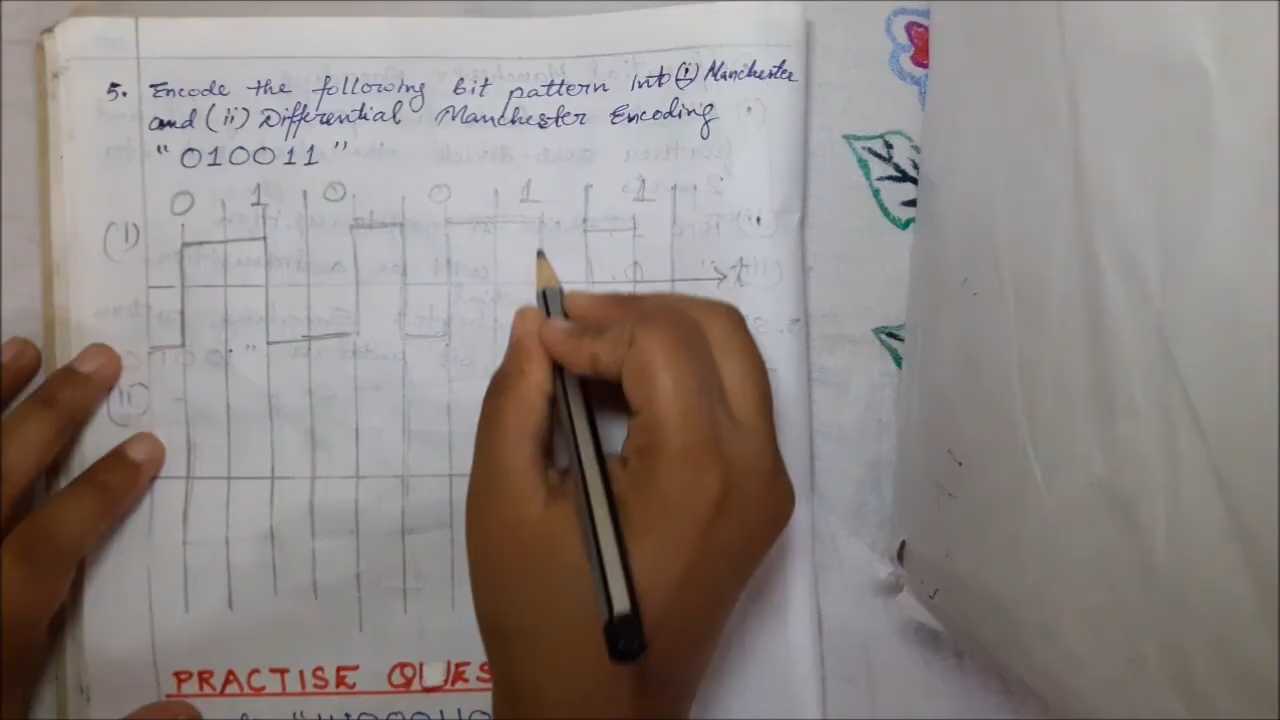 5. Encode the following bit pattern into (i) Manchester
and (ii) Differential Manchester Encoding
"010011"
0 1 0 0 1 1
(i)
t
(ii)
PRACTISE QUES